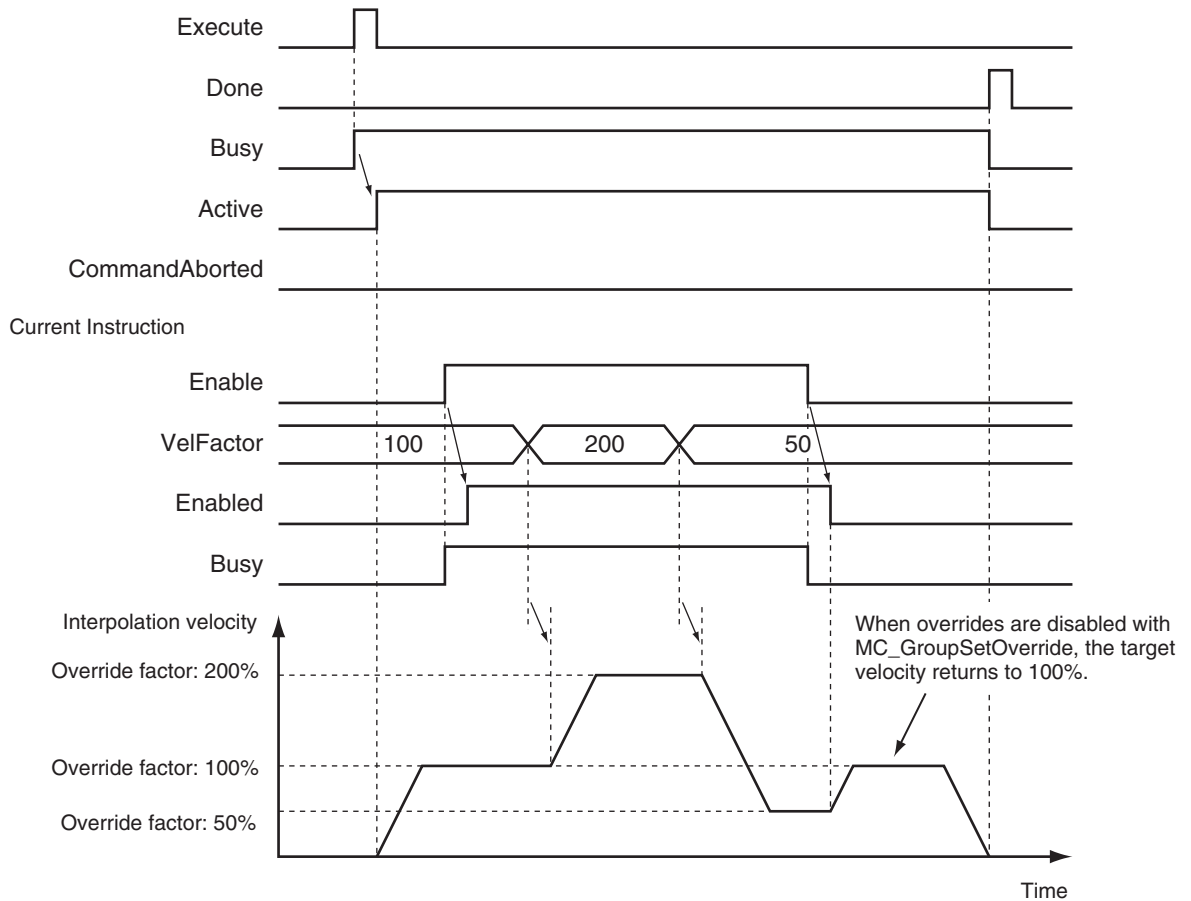 Execute
Done
Busy
Active
CommandAborted
Current Instruction
Enable
VelFactor
100
200
50
Enabled
Busy
Interpolation velocity
When overrides are disabled with
MC_GroupSetOverride, the target
velocity returns to 100%.
Override factor: 200%
Override factor: 100%
Override factor: 50%
Time